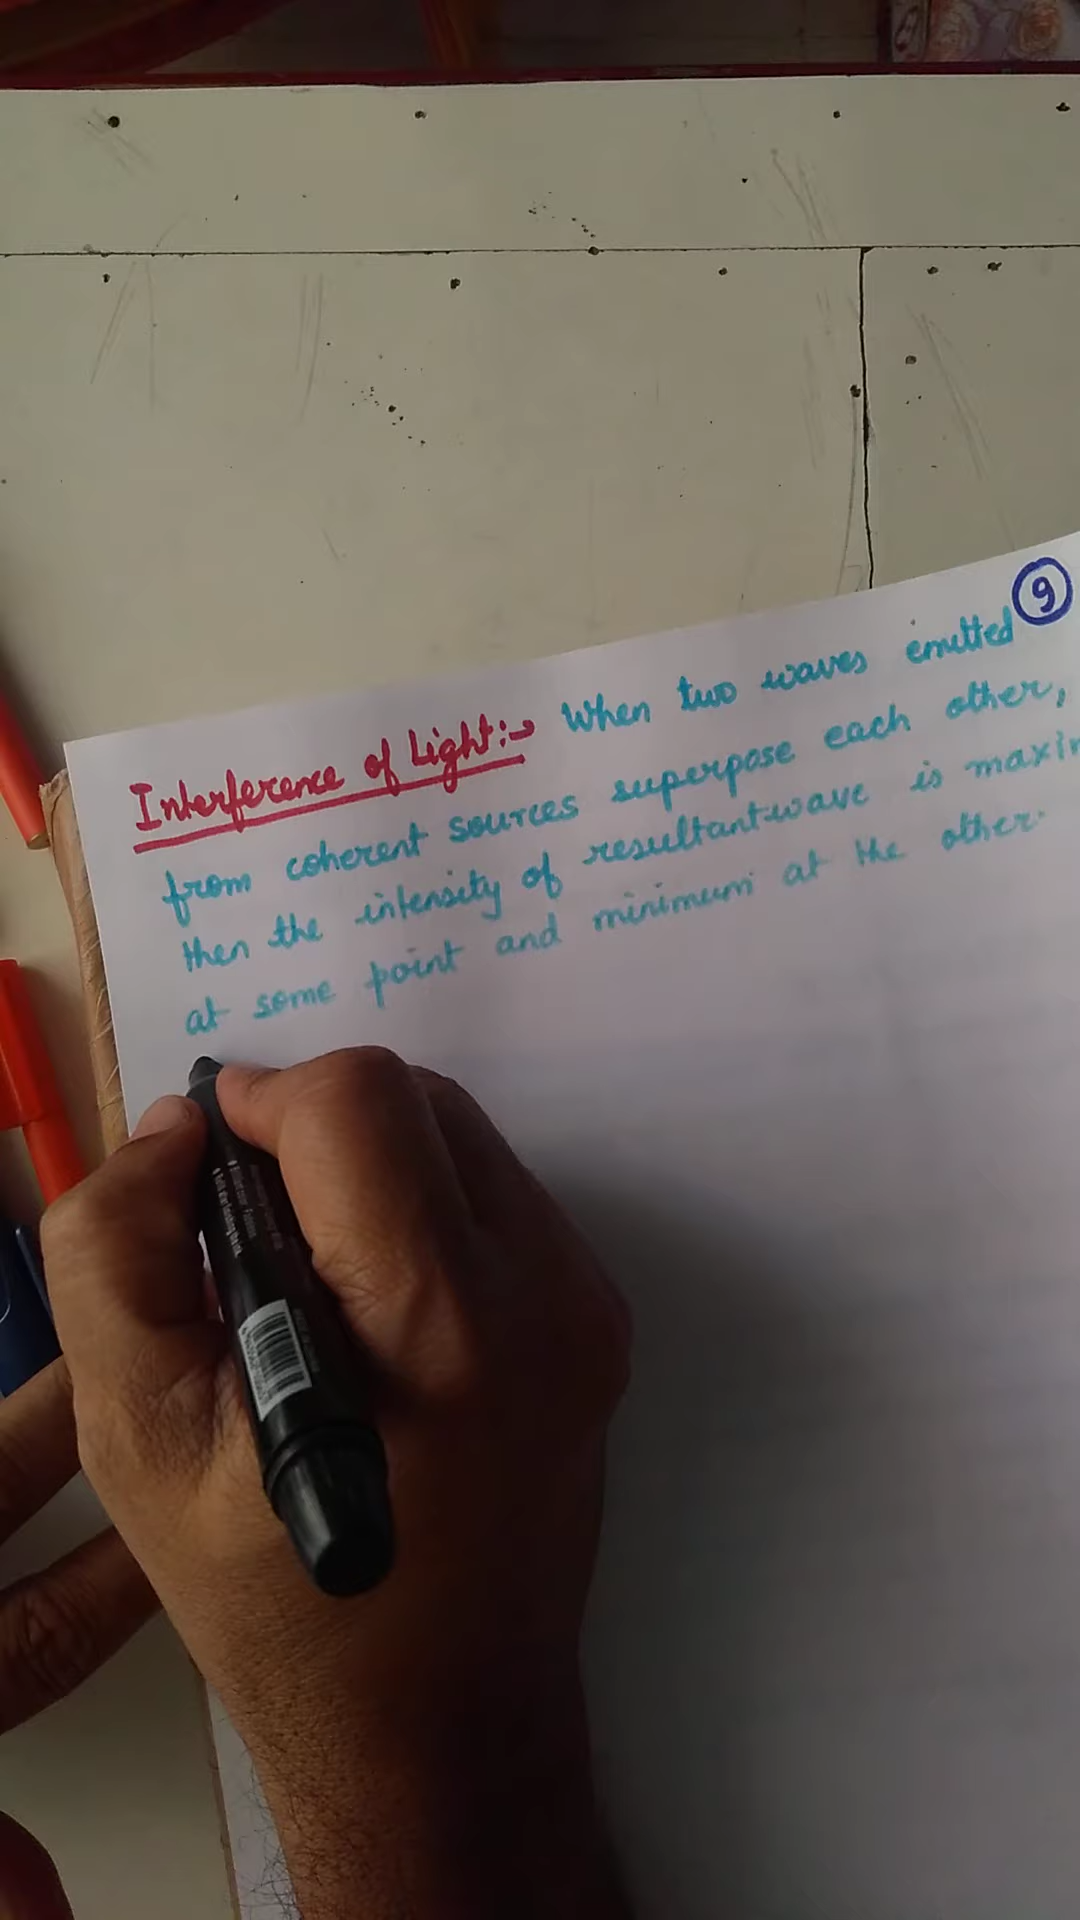 9
Interference of Light:→ When two waves emitted
from coherent sources superpose each other,
then the intensity of resultant wave is maxim
at some point and minimum at the other.